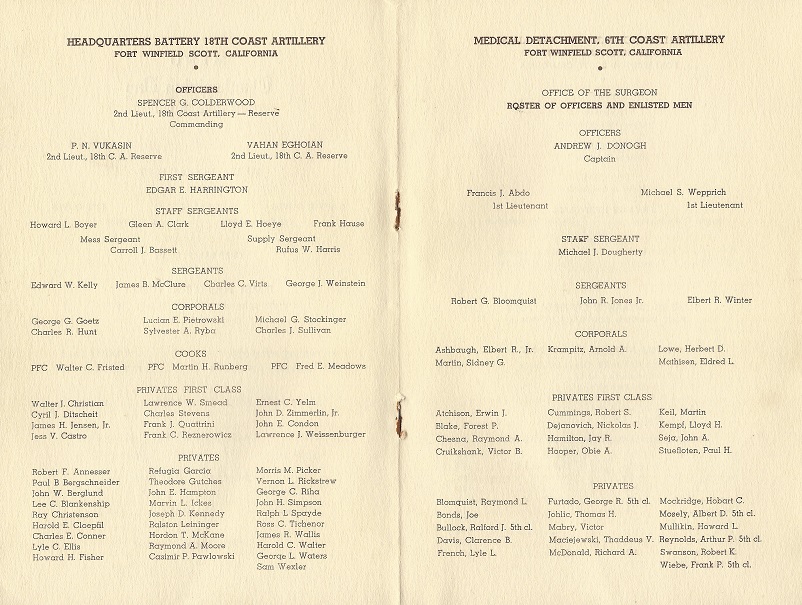 HEADQUARTERS BATTERY 18TH COAST ARTILLERY
FORT WINFIELD SCOTT, CALIFORNIA
OFFICERS
SPENCER G. COLDERWOOD
2nd Lieut., 18th Coast Artillery — Reserve
Commanding
P. N. VUKASIN VAHAN EGHOIAN
2nd Lieut., 18th C. A. Reserve 2nd Lieut., 18th C. A. Reserve
FIRST SERGEANT
EDGAR E. HARRINGTON
STAFF SERGEANTS
Howard L. Boyer Gleen A. Clark Lloyd E. Hoeye Frank Hause
Mess Sergeant Supply Sergeant
Carroll J. Bassett Rufus W. Harris
SERGEANTS
Edward W. Kelly James B. McClure Charles C. Virts George J. Weinstein
CORPORALS
George G. Goetz Lucian E. Pietrowski Michael G. Stockinger
Charles R. Hunt Sylvester A. Ryba Charles J. Sullivan
COOKS
PFC Walter C. Fristed PFC Martin H. Runberg PFC Fred E. Meadows
PRIVATES FIRST CLASS
Walter J. Christian Lawrence W. Smead Ernest C. Yelm
Cyril J. Ditscheit Charles Stevens John D. Zimmerlin, Jr.
James H. Jensen, Jr. Frank J. Quattrini John E. Condon
Jess V. Castro Frank C. Reznerowicz Lawrence J. Weissenburger
PRIVATES
Robert F. Annesser Refugia Garcia Morris M. Picker
Paul B Bergschneider Theodore Gutches Vernon L. Rickstrew
John W. Berglund John E. Hampton George C. Riha
Lee C. Blankenship Marvin L. Ickes John H. Simpson
Ray Christenson Joseph D. Kennedy Ralph L Spayde
Harold E. Cloepfil Ralston Leininger Ross C. Tichenor
Charles E. Conner Hordon T. McKane James R. Wallis
Lyle C. Ellis Raymond A. Moore Harold C. Walter
Howard H. Fisher Casimir P. Pawlowski George L. Waters
Sam Wexler
MEDICAL DETACHMENT, 6TH COAST ARTILLERY
FORT WINFIELD SCOTT, CALIFORNIA
OFFICE OF THE SURGEON
ROSTER OF OFFICERS AND ENLISTED MEN
OFFICERS
ANDREW J. DONOGH
Captain
Francis J. Abdo Michael S. Wepprich
1st Lieutenant 1st Lieutenant
STAFF SERGEANT
Michael J. Dougherty
SERGEANTS
Robert G. Bloomquist John R. Jones Jr. Elbert R. Winter
CORPORALS
Ashbaugh, Elbert R., Jr. Krampitz, Arnold A. Lowe, Herbert D.
Martin, Sidney G. Mathisen, Eldred L.
PRIVATES FIRST CLASS
Atchison, Erwin J. Cummings, Robert S. Keil, Martin
Blake, Forest P. Dejanovich, Nickolas J. Kempf, Lloyd H.
Chesna, Raymond A. Hamilton, Jay R. Seja, John A.
Cruikshank, Victor B. Hooper, Obie A. Stuefloten, Paul H.
PRIVATES
Blomquist, Raymond L. Furtado, George R. 5th cl. Mockridge, Hobart C.
Bonds, Joe Johlic, Thomas H. Mosely, Albert D. 5th cl.
Bullock, Ralford J. 5th cl. Mabry, Victor Mullikin, Howard L.
Davis, Clarence B. Maciejewski, Thaddeus V. Reynolds, Arthur P. 5th cl.
French, Lyle L. McDonald, Richard A. Swanson, Robert K.
Wiebe, Frank P. 5th cl.